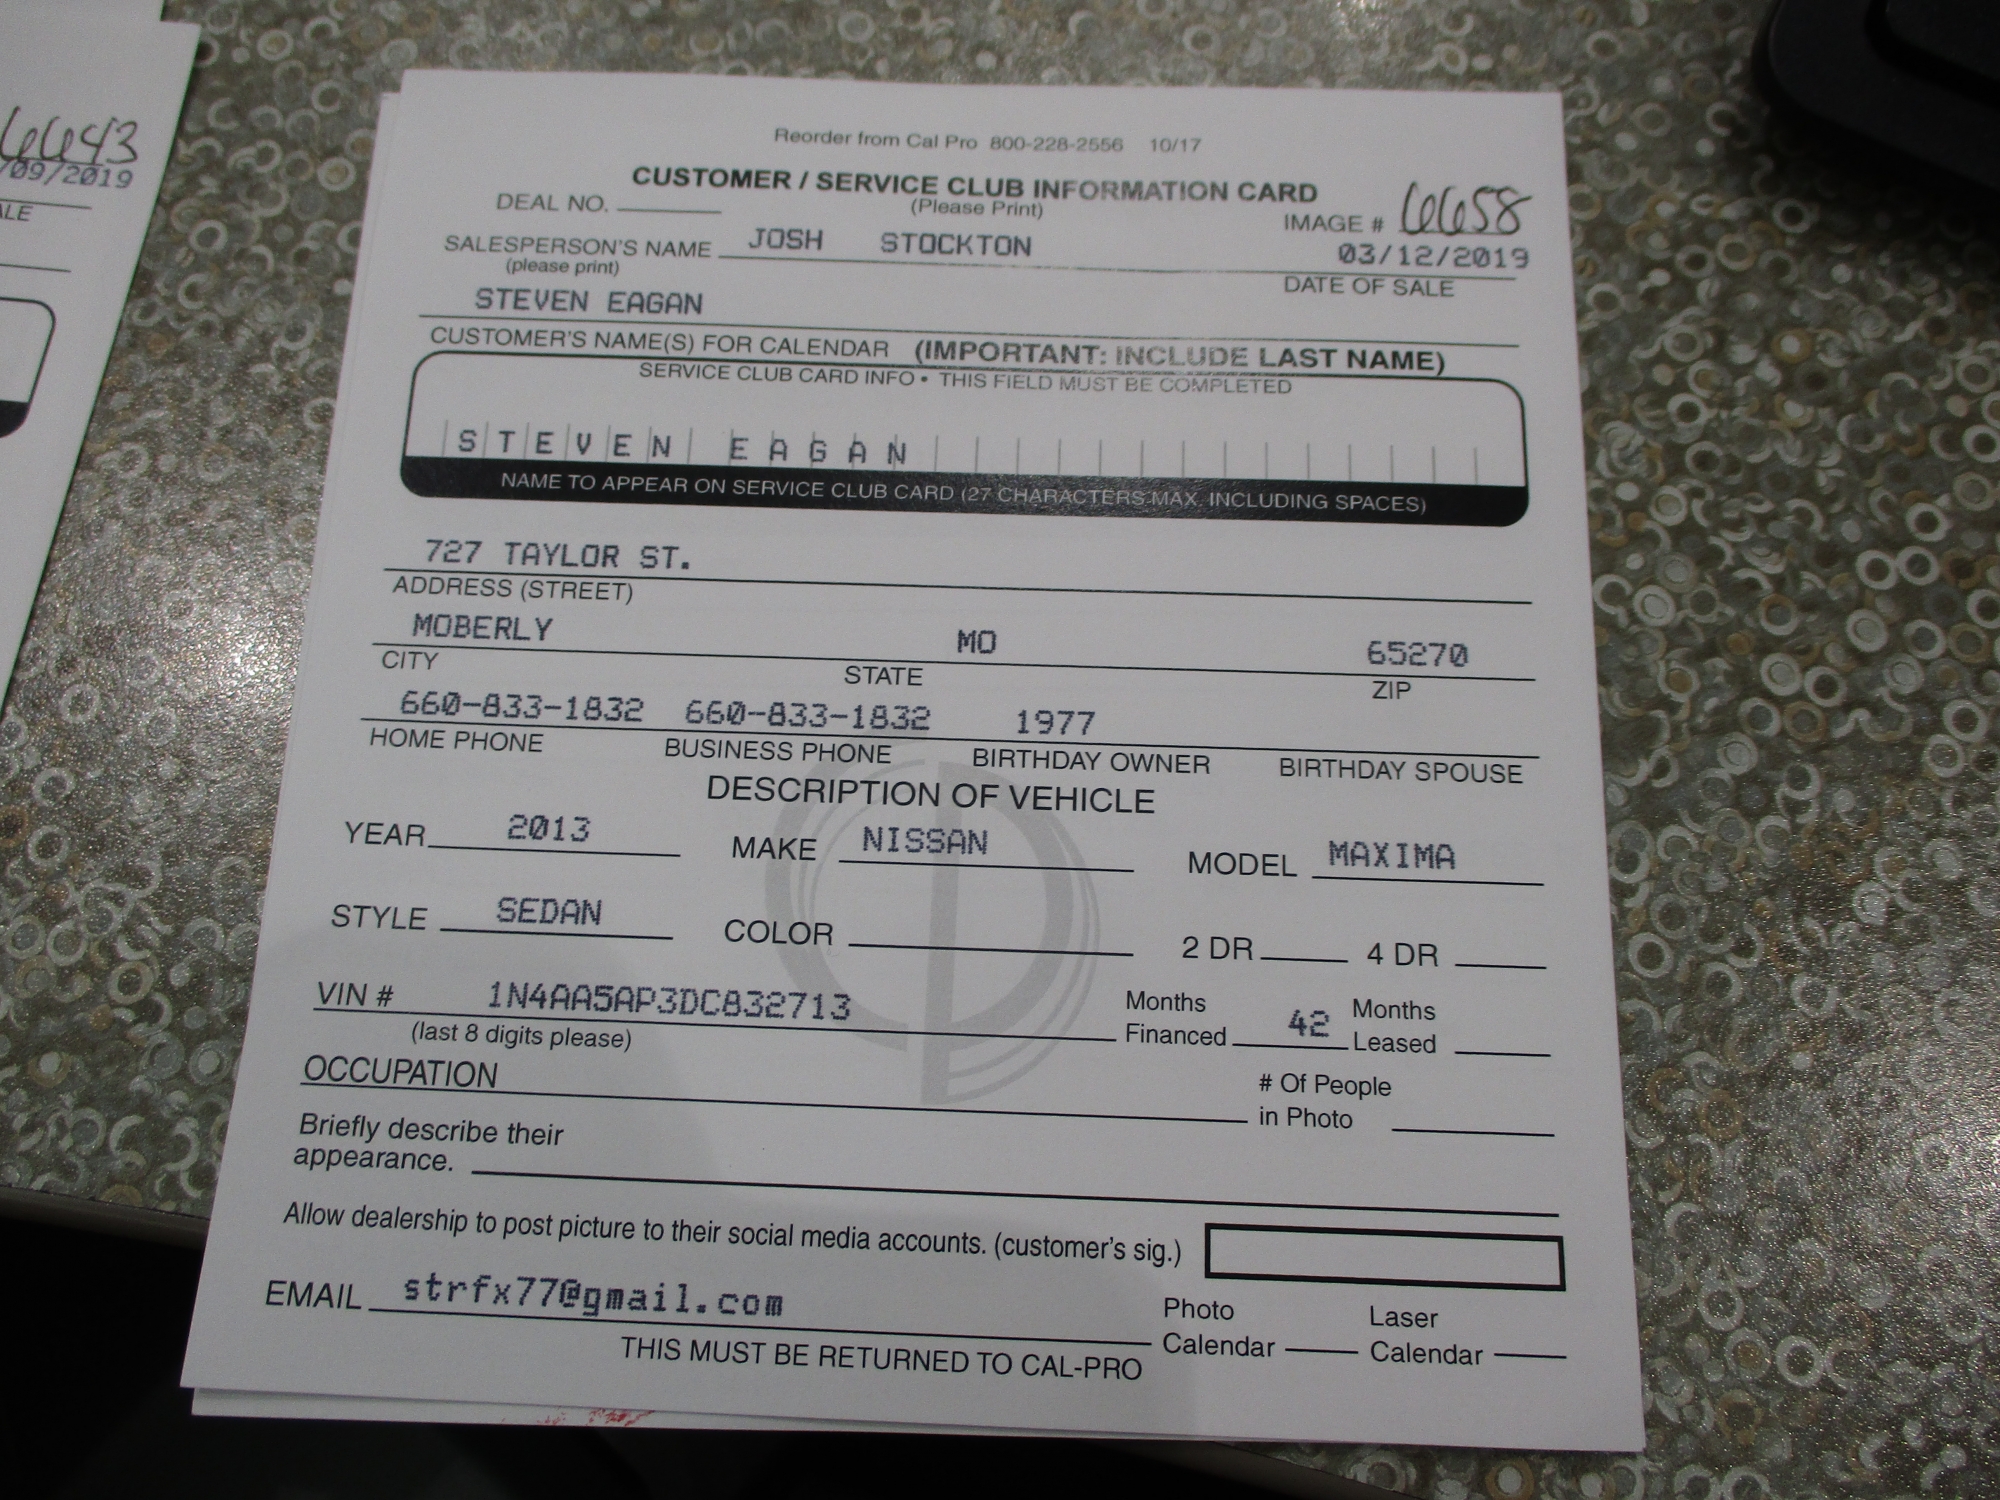 6643
/09/2019
ALE
Reorder from Cal Pro 800-228-2556 10/17
CUSTOMER / SERVICE CLUB INFORMATION CARD
(Please Print)
DEAL NO.
IMAGE # 6658
SALESPERSON'S NAME JOSH STOCKTON
(please print)
03/12/2019
DATE OF SALE
STEVEN EAGAN
CUSTOMER'S NAME(S) FOR CALENDAR (IMPORTANT: INCLUDE LAST NAME)
SERVICE CLUB CARD INFO • THIS FIELD MUST BE COMPLETED
STEVEN EAGAN
NAME TO APPEAR ON SERVICE CLUB CARD (27 CHARACTERS MAX. INCLUDING SPACES)
727 TAYLOR ST.
ADDRESS (STREET)
MOBERLY MO 65270
CITY STATE ZIP
660-833-1832 660-833-1832 1977
HOME PHONE BUSINESS PHONE BIRTHDAY OWNER BIRTHDAY SPOUSE
DESCRIPTION OF VEHICLE
YEAR 2013 MAKE NISSAN MODEL MAXIMA
STYLE SEDAN COLOR 2 DR 4 DR
VIN # 1N4AA5AP3DC832713 Months Financed 42 Months Leased
(last 8 digits please)
OCCUPATION # Of People in Photo
Briefly describe their
appearance.
Allow dealership to post picture to their social media accounts. (customer's sig.)
EMAIL strfx77@gmail.com Photo Calendar Laser Calendar
THIS MUST BE RETURNED TO CAL-PRO